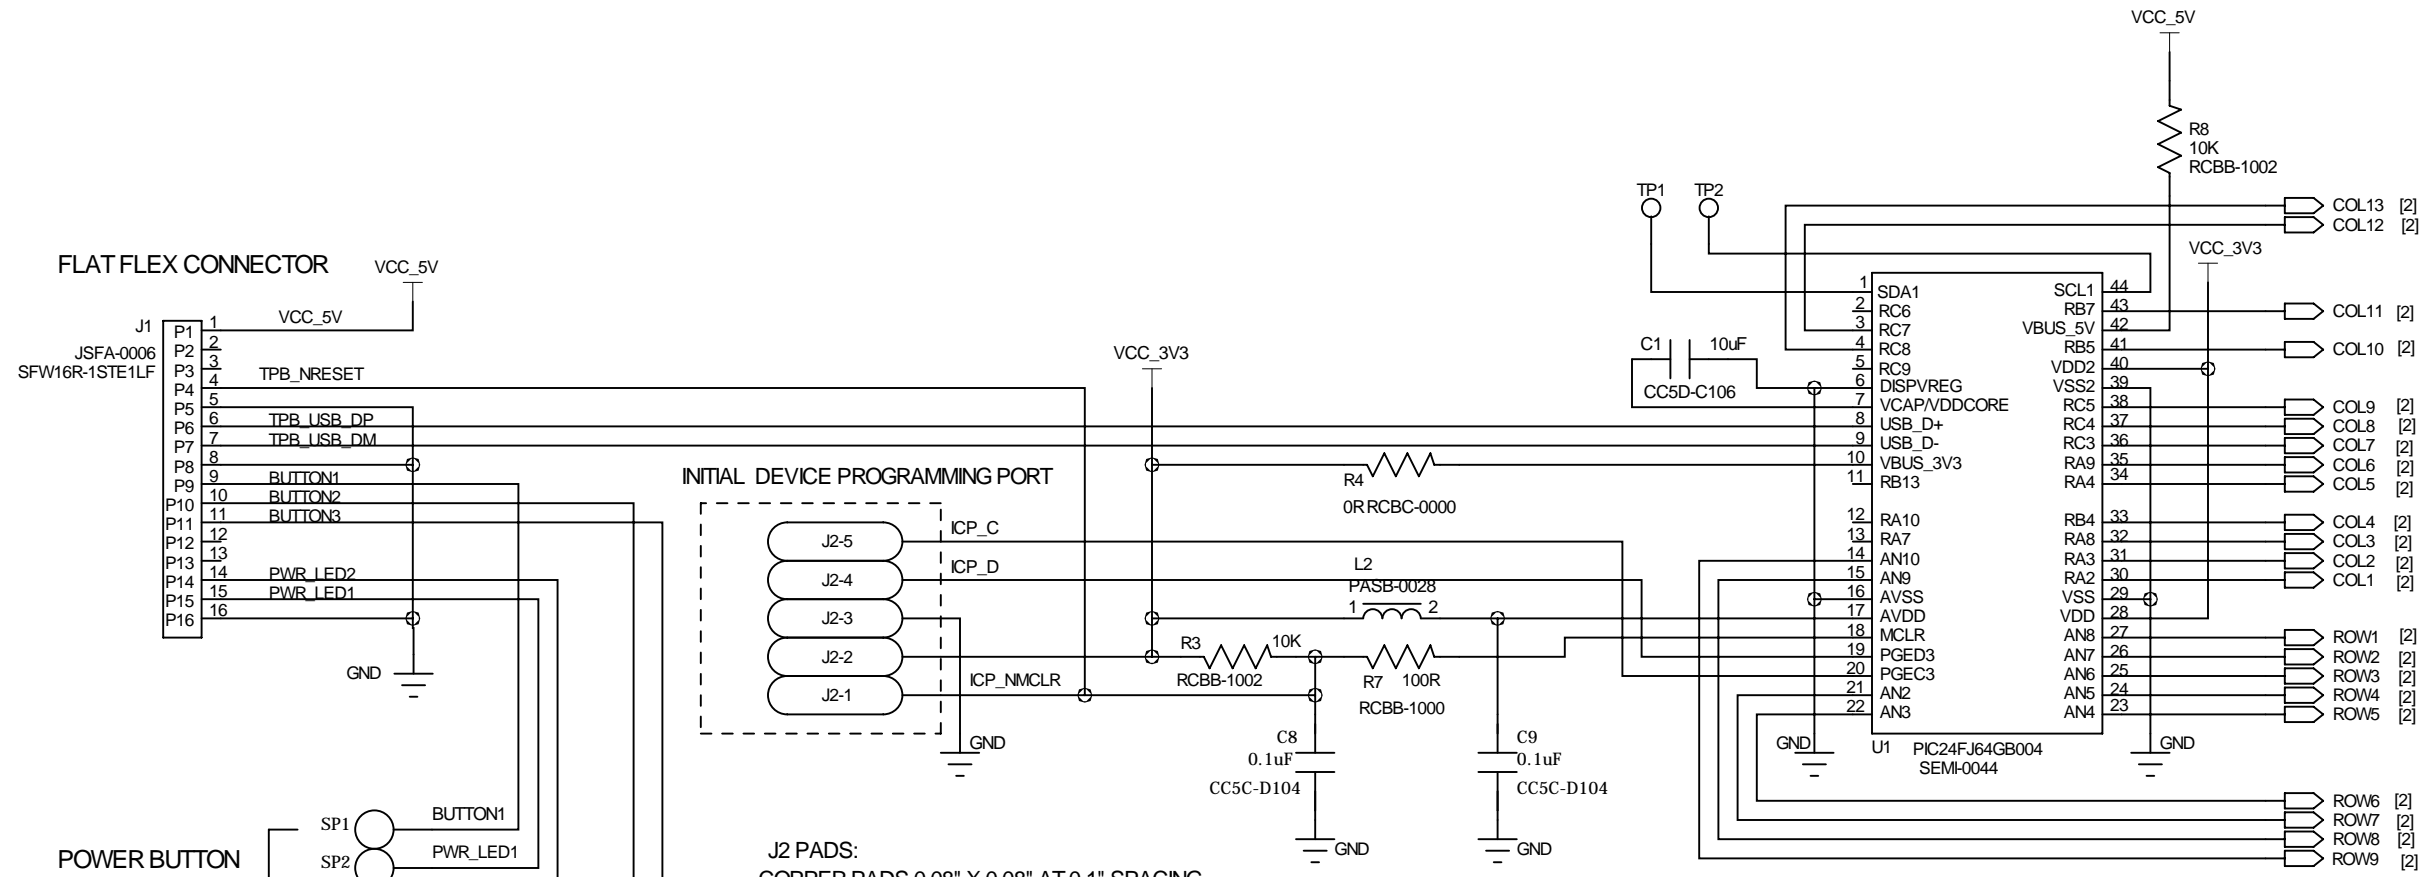 VCC_5V
R8
10K
RCBB-1002
TP1 TP2
COL13 [2]
COL12 [2]
FLAT FLEX CONNECTOR
VCC_5V
VCC_3V3
J1
JSFA-0006
SFW16R-1STE1LF
P1 1 VCC_5V
P2 2
P3 3
P4 4 TPB_NRESET
P5 5
P6 6 TPB_USB_DP
P7 7 TPB_USB_DM
P8 8
P9 9 BUTTON1
P10 10 BUTTON2
P11 11 BUTTON3
P12 12
P13 13
P14 14 PWR_LED2
P15 15 PWR_LED1
P16 16
GND
VCC_3V3
C1 10uF
CC5D-C106
R4
0R RCBC-0000
INITIAL DEVICE PROGRAMMING PORT
J2-5 ICP_C
J2-4 ICP_D
J2-3
J2-2
J2-1 ICP_NMCLR
GND
L2
PASB-0028
1 2
R3 10K
RCBB-1002
R7 100R
RCBB-1000
C8
0.1uF
CC5C-D104
GND
C9
0.1uF
CC5C-D104
GND
1 SDA1 SCL1 44
2 RC6 RB7 43 COL11 [2]
3 RC7 VBUS_5V 42
4 RC8 RB5 41 COL10 [2]
5 RC9 VDD2 40
6 DISPVREG VSS2 39
7 VCAP/VDDCORE RC5 38 COL9 [2]
8 USB_D+ RC4 37 COL8 [2]
9 USB_D- RC3 36 COL7 [2]
10 VBUS_3V3 RA9 35 COL6 [2]
11 RB13 RA4 34 COL5 [2]
12 RA10 RB4 33 COL4 [2]
13 RA7 RA8 32 COL3 [2]
14 AN10 RA3 31 COL2 [2]
15 AN9 RA2 30 COL1 [2]
16 AVSS VSS 29
17 AVDD VDD 28
18 MCLR AN8 27 ROW1 [2]
19 PGED3 AN7 26 ROW2 [2]
20 PGEC3 AN6 25 ROW3 [2]
21 AN2 AN5 24 ROW4 [2]
22 AN3 AN4 23 ROW5 [2]
GND U1 PIC24FJ64GB004 GND
SEMI-0044
ROW6 [2]
ROW7 [2]
ROW8 [2]
ROW9 [2]
POWER BUTTON
SP1 BUTTON1
SP2 PWR_LED1
J2 PADS:
COPPER PADS 0.08" X 0.08" AT 0.1" SPACING